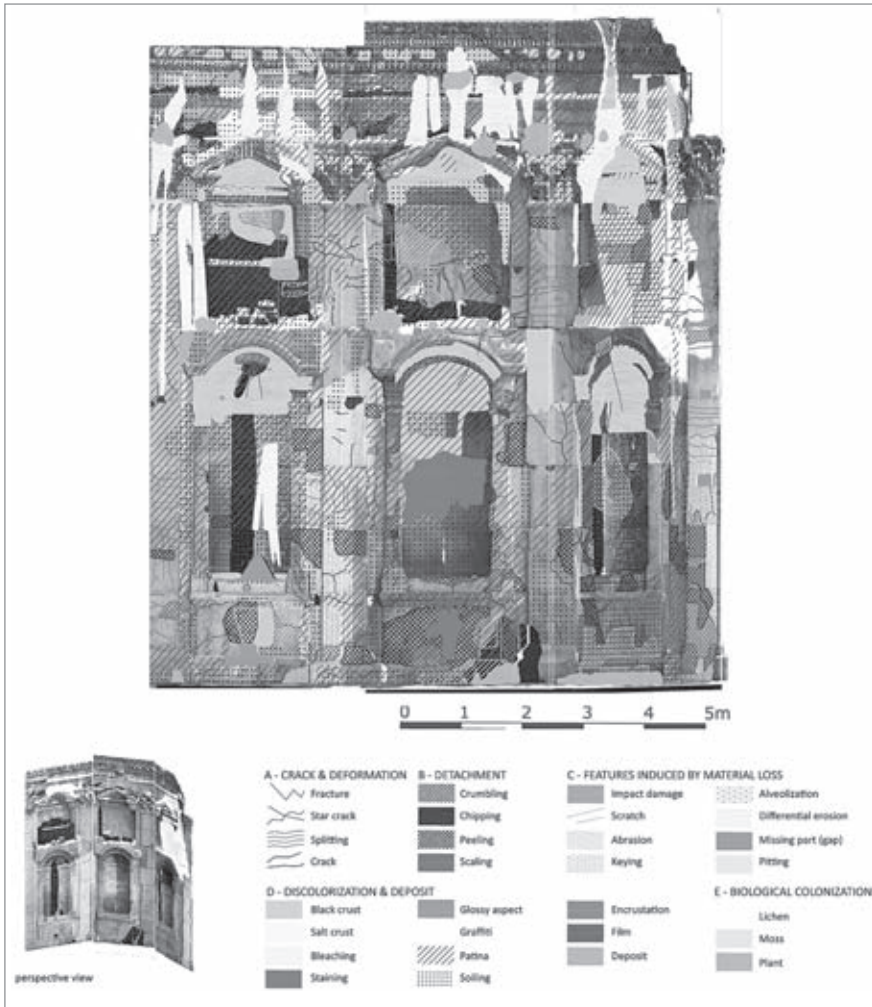 0 1 2 3 4 5m
perspective view
A - CRACK & DEFORMATION
Fracture
Star crack
Splitting
Crack
B - DETACHMENT
Crumbling
Chipping
Peeling
Scaling
C - FEATURES INDUCED BY MATERIAL LOSS
Impact damage
Scratch
Abrasion
Keying
Alveolization
Differential erosion
Missing part (gap)
Pitting
D - DISCOLORIZATION & DEPOSIT
Black crust
Salt crust
Bleaching
Staining
Glossy aspect
Graffiti
Patina
Soiling
Encrustation
Film
Deposit
E - BIOLOGICAL COLONIZATION
Lichen
Moss
Plant